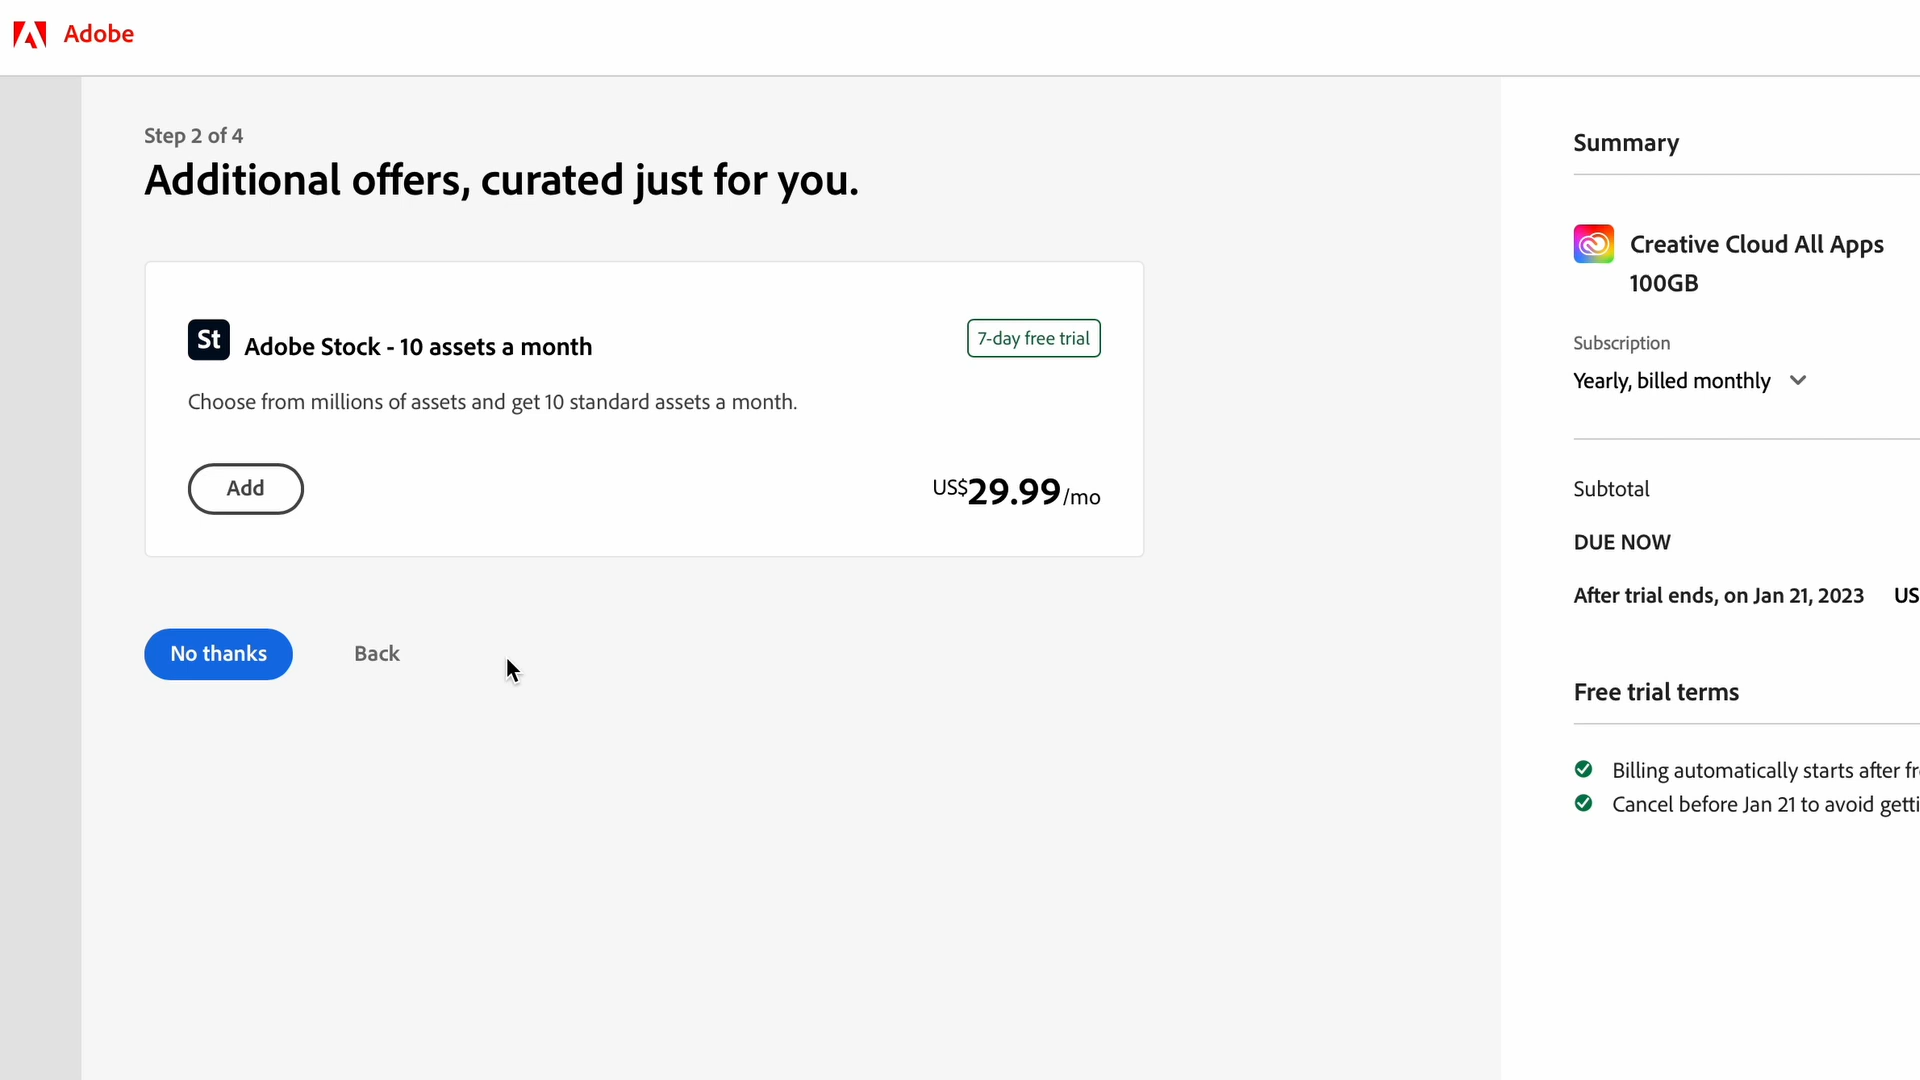 Adobe
Step 2 of 4
Additional offers, curated just for you.
St
Adobe Stock - 10 assets a month
7-day free trial
Choose from millions of assets and get 10 standard assets a month.
Add
US$29.99/mo
No thanks
Back
Summary
Creative Cloud All Apps
100GB
Subscription
Yearly, billed monthly
Subtotal
DUE NOW
After trial ends, on Jan 21, 2023 US
Free trial terms
Billing automatically starts after
Cancel before Jan 21 to avoid